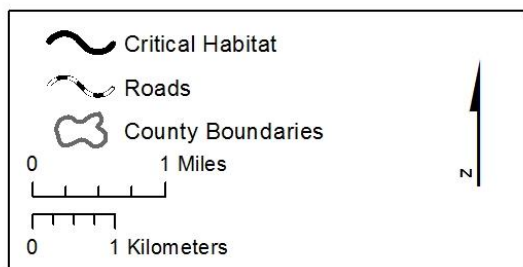 Critical Habitat
Roads
County Boundaries
0 1 Miles
0 1 Kilometers
N